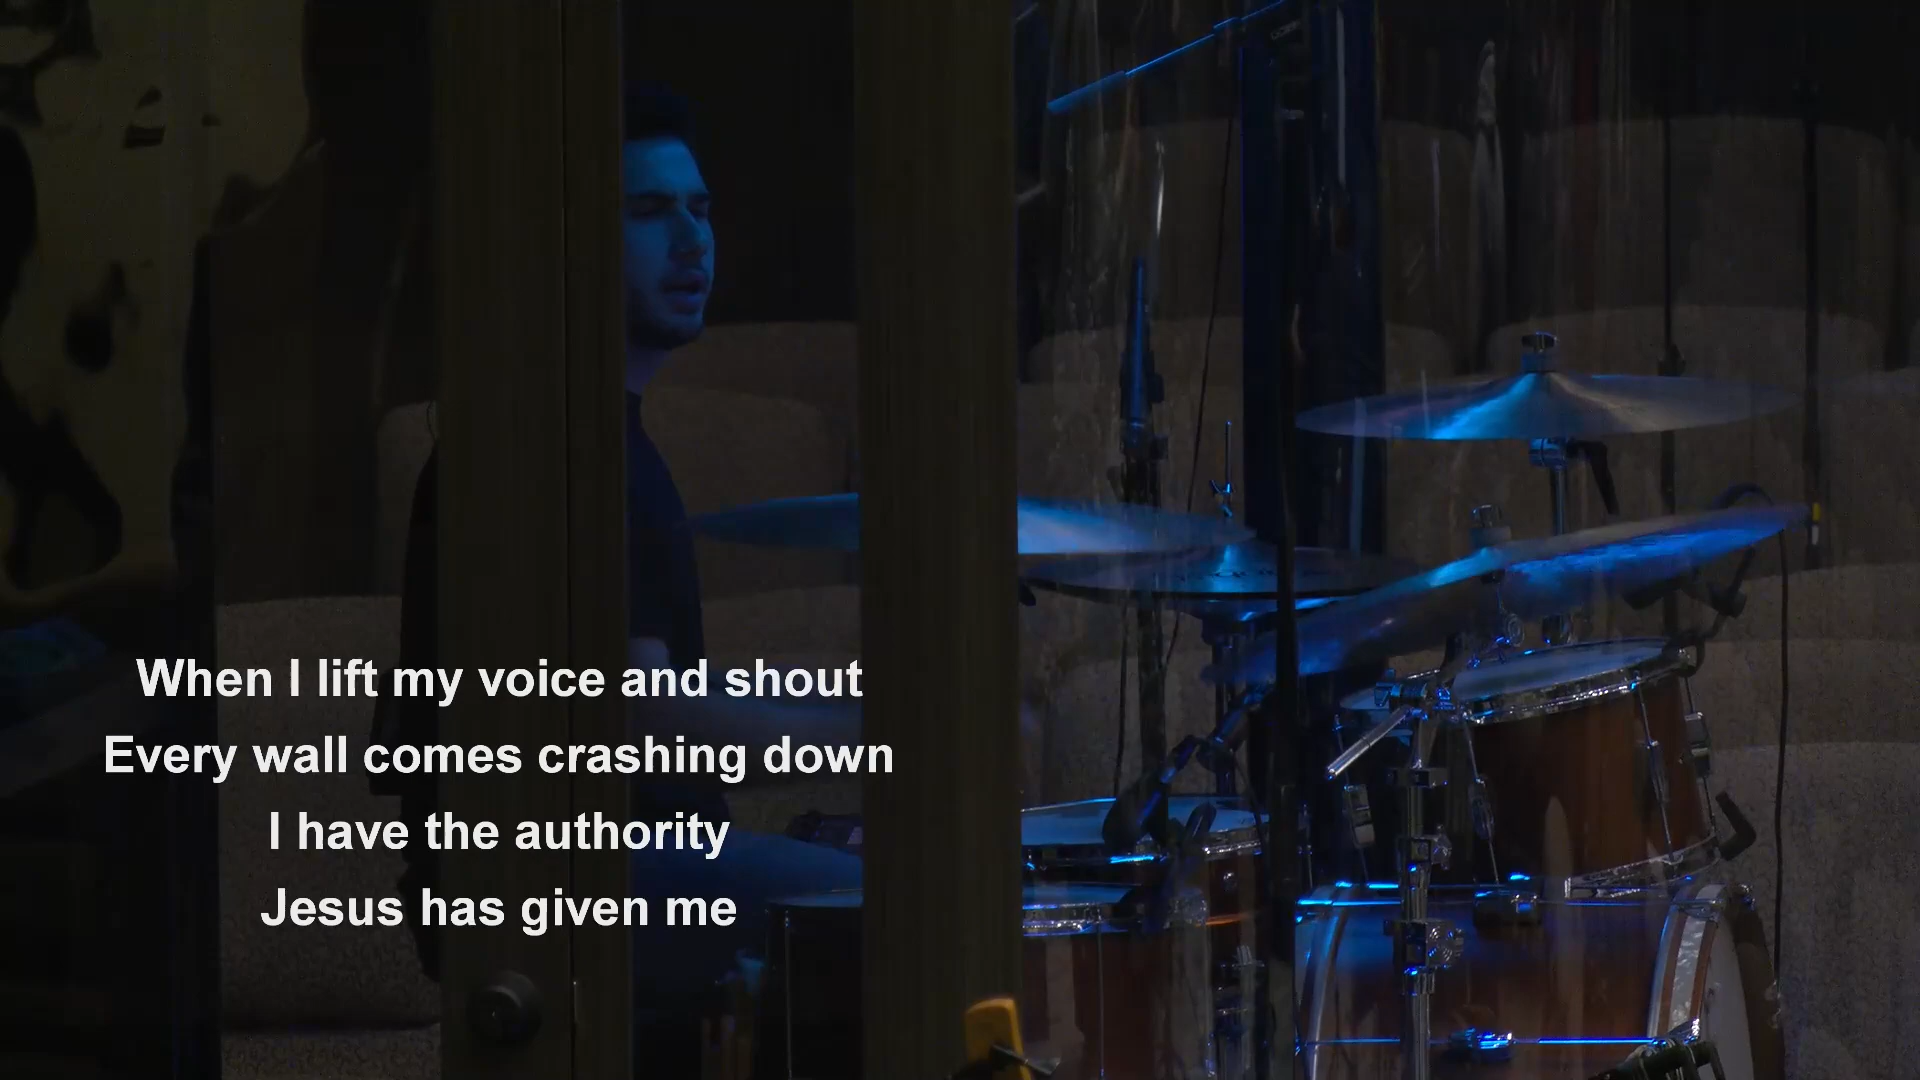 When I lift my voice and shout
Every wall comes crashing down
I have the authority
Jesus has given me